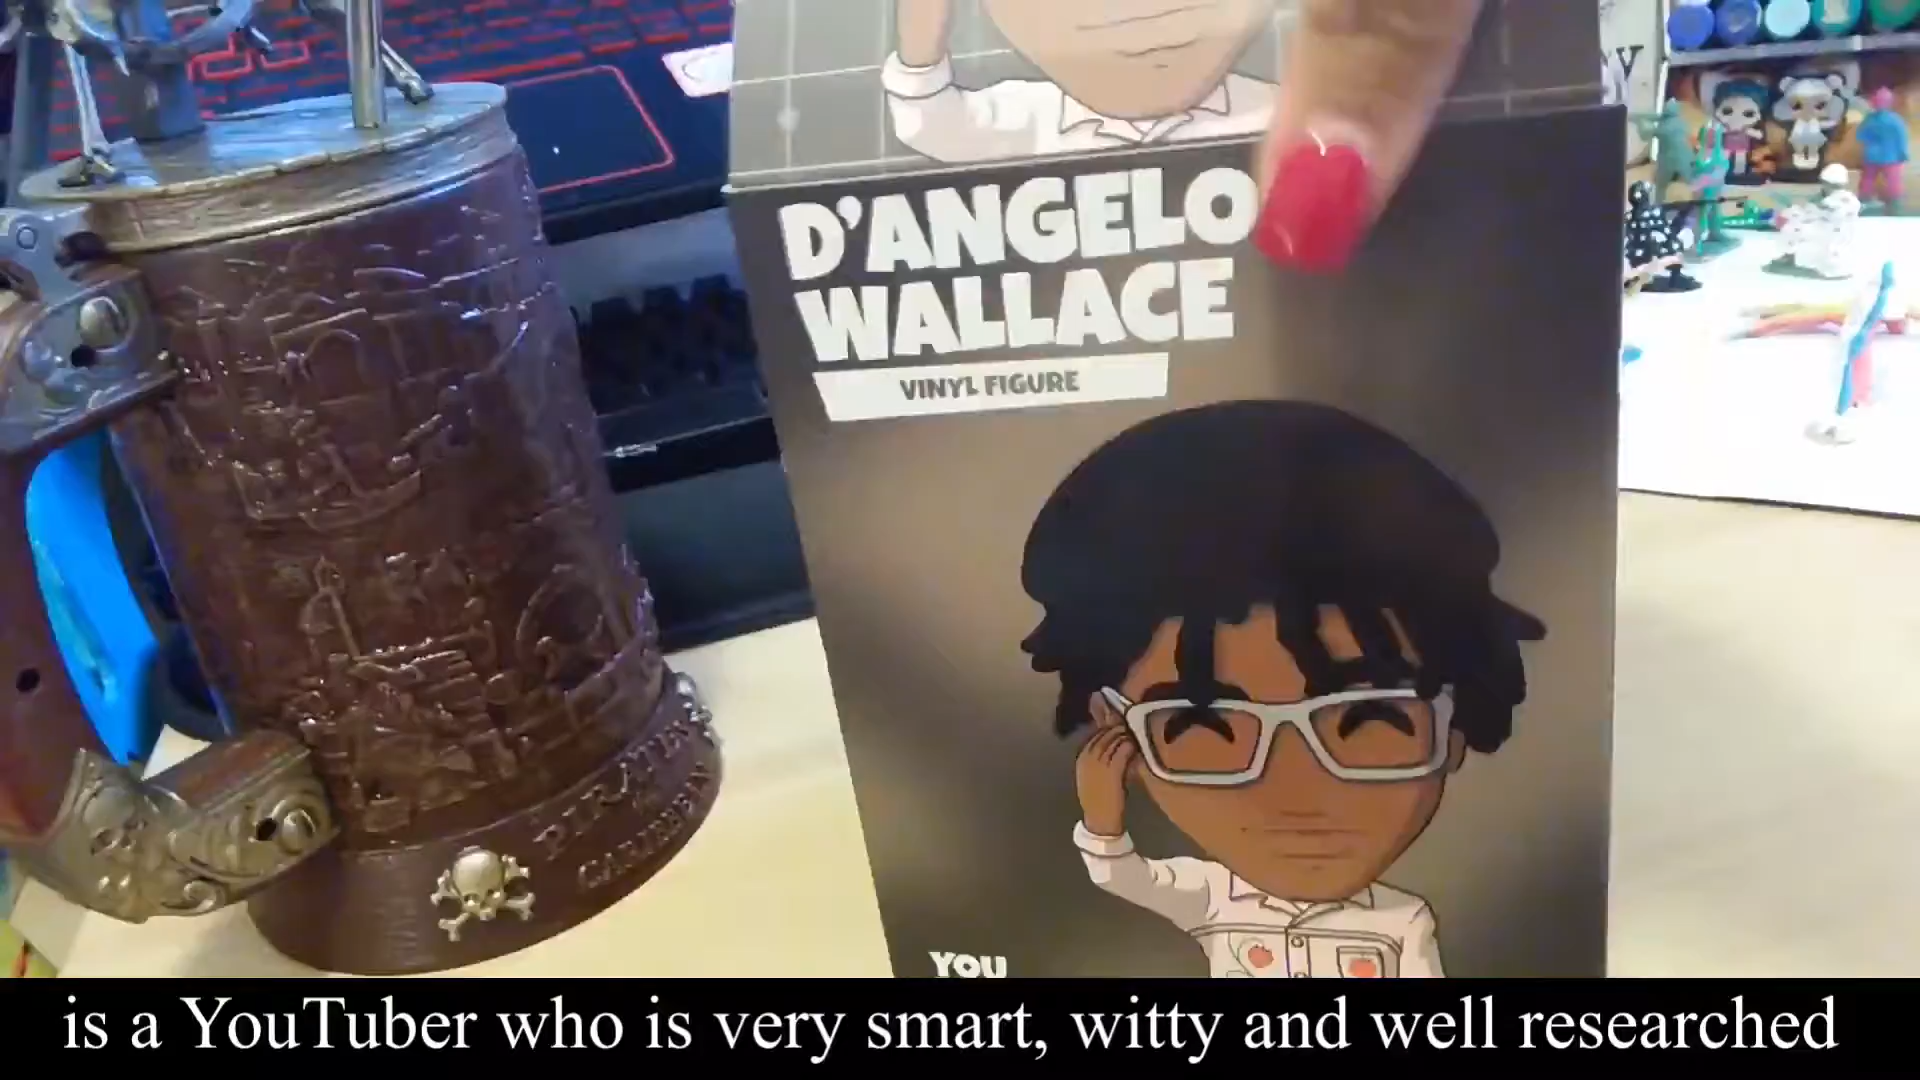 D'ANGELO
WALLACE
VINYL FIGURE
YOU
PIRATES
CARIBBEAN
is a YouTuber who is very smart, witty and well researched